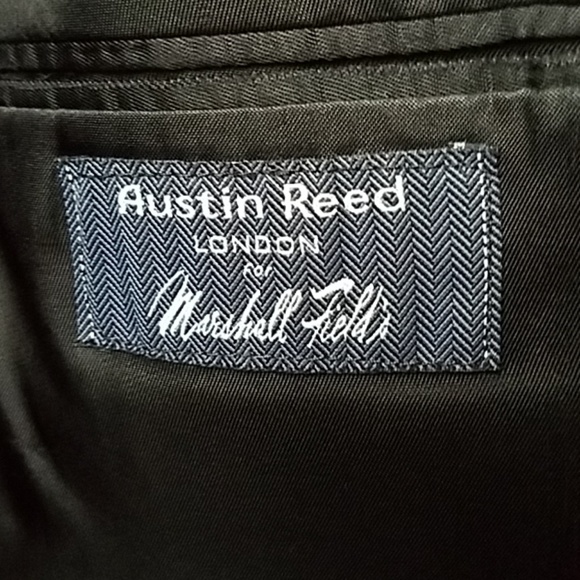 Austin Reed
LONDON
FOR
Marshall Field's